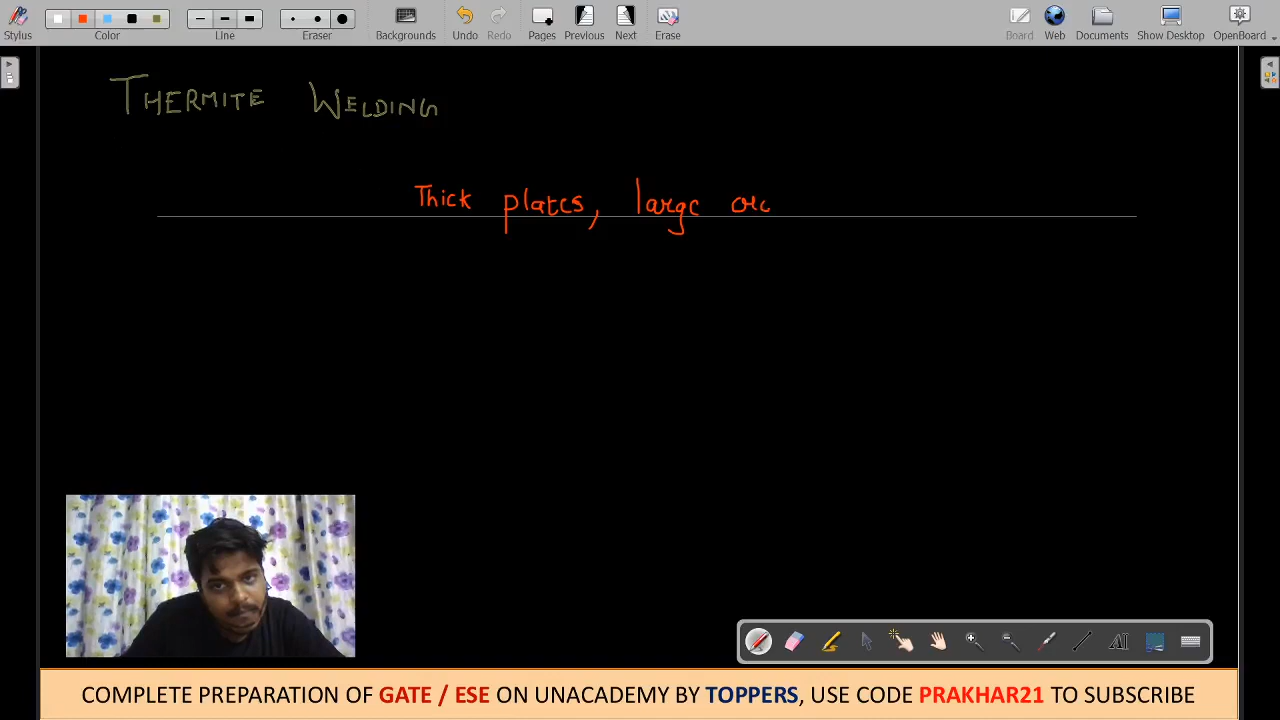 Stylus Color Line Eraser Backgrounds Undo Redo Pages Previous Next Erase Board Web Documents Show Desktop OpenBoard
THERMITE WELDING
Thick plates, large
COMPLETE PREPARATION OF GATE / ESE ON UNACADEMY BY TOPPERS, USE CODE PRAKHAR21 TO SUBSCRIBE